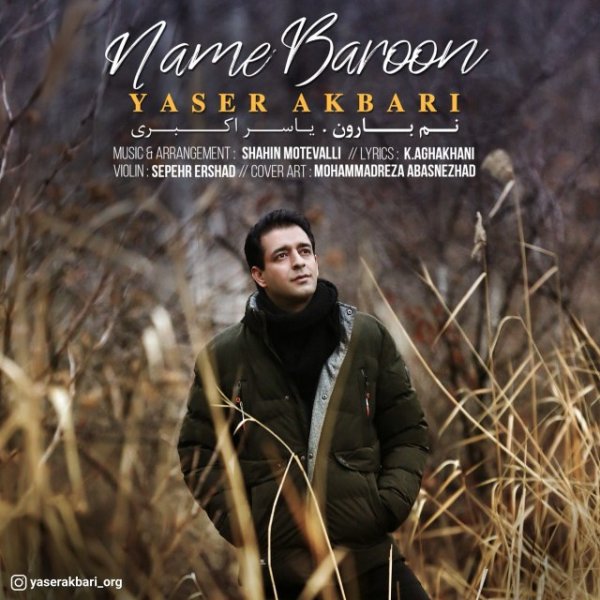 Name Baroon
YASER AKBARI
نم بارون . یاسر اکبری
MUSIC & ARRANGEMENT : SHAHIN MOTEVALLI // LYRICS : K.AGHAKHANI
VIOLIN : SEPEHR ERSHAD // COVER ART : MOHAMMADREZA ABASNEZHAD
yaserakbari_org